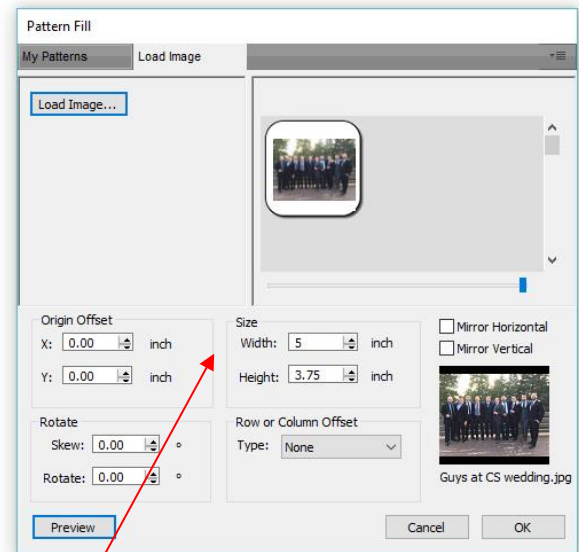 Pattern Fill
My Patterns Load Image
Load Image...
Origin Offset
X: 0.00 inch
Y: 0.00 inch
Size
Width: 5 inch
Height: 3.75 inch
Mirror Horizontal
Mirror Vertical
Rotate
Skew: 0.00 °
Rotate: 0.00 °
Row or Column Offset
Type: None
Guys at CS wedding.jpg
Preview Cancel OK